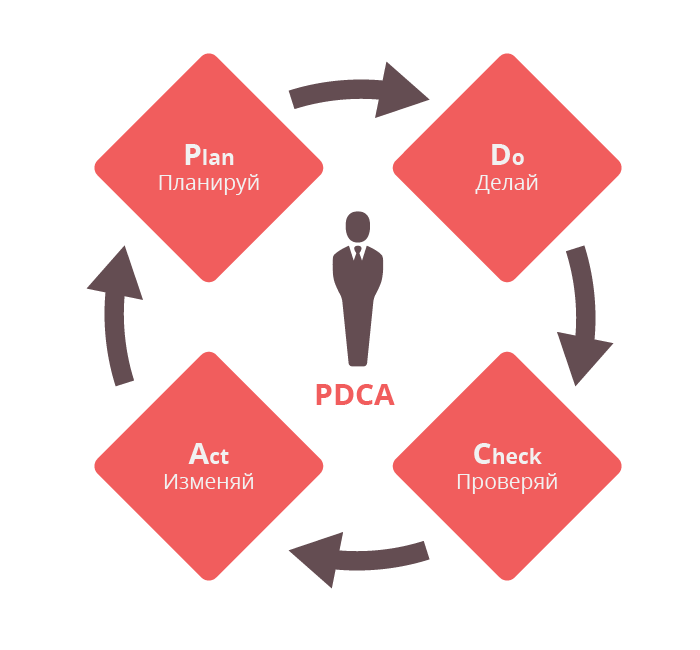 Plan
Планируй
Do
Делай
PDCA
Act
Изменяй
Check
Проверяй